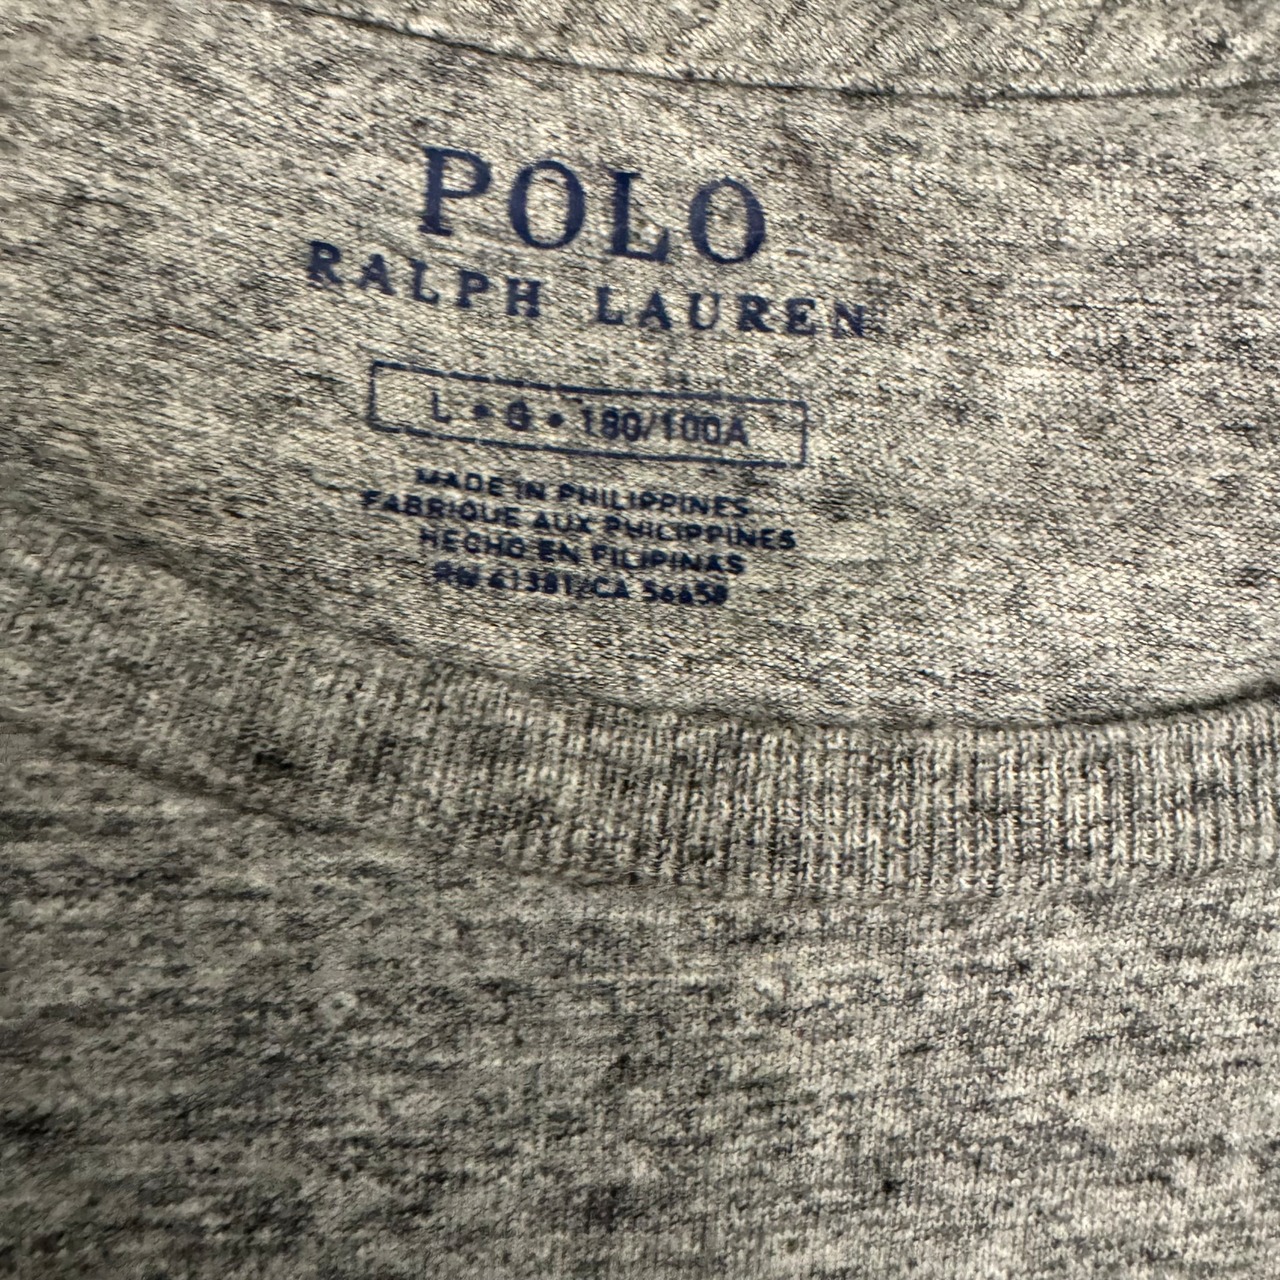 POLO
RALPH LAUREN
L • G • 180/100A
MADE IN PHILIPPINES
FABRIQUE AUX PHILIPPINES
HECHO EN FILIPINAS
RN 41381/CA 56658